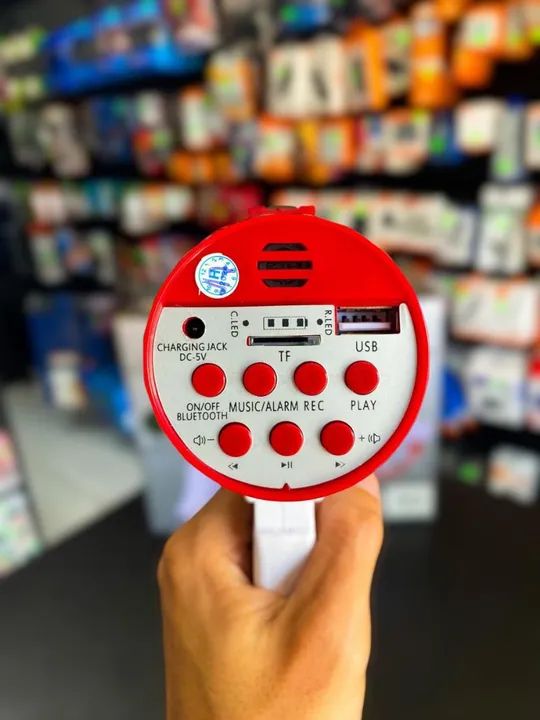 C.LED
R.LED
CHARGING JACK
DC-5V
TF
USB
ON/OFF
BLUETOOTH
MUSIC/ALARM
REC
PLAY